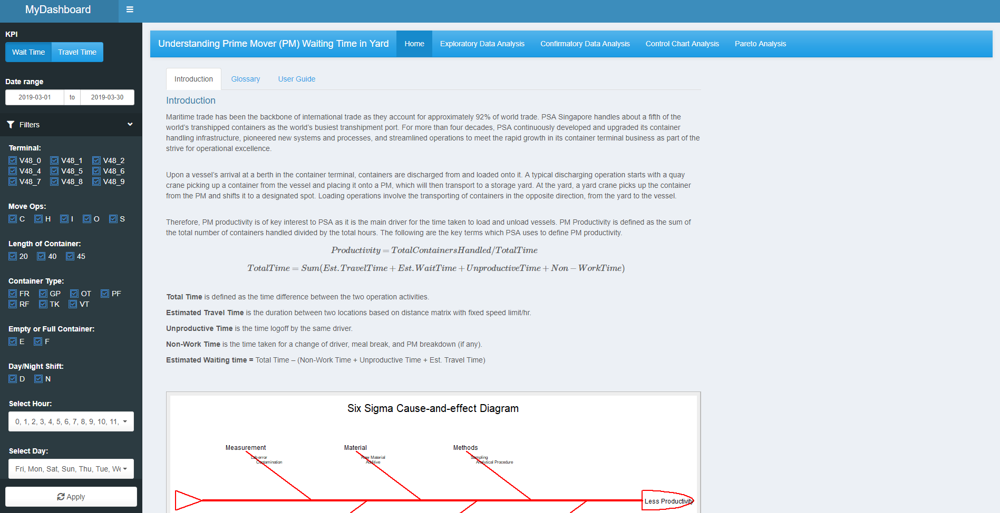 MyDashboard
KPI
Wait Time Travel Time
Date range
2019-03-01 to 2019-03-30
Filters
Terminal:
V48_0 V48_1 V48_2
V48_4 V48_5 V48_6
V48_7 V48_8 V48_9
Move Ops:
C H I O S
Length of Container:
20 40 45
Container Type:
FR GP OT PF
RF TK VT
Empty or Full Container:
E F
Day/Night Shift:
D N
Select Hour:
0, 1, 2, 3, 4, 5, 6, 7, 8, 9, 10, 11,
Select Day:
Fri, Mon, Sat, Sun, Thu, Tue, We
Apply
Understanding Prime Mover (PM) Waiting Time in Yard Home Exploratory Data Analysis Confirmatory Data Analysis Control Chart Analysis Pareto Analysis
Introduction Glossary User Guide
Introduction
Maritime trade has been the backbone of international trade as they account for approximately 92% of world trade. PSA Singapore handles about a fifth of the
world's transhipped containers as the world's busiest transhipment port. For more than four decades, PSA continuously developed and upgraded its container
handling infrastructure, pioneered new systems and processes, and streamlined operations to meet the rapid growth in its container terminal business as part of the
strive for operational excellence.
Upon a vessel's arrival at a berth in the container terminal, containers are discharged from and loaded onto it. A typical discharging operation starts with a quay
crane picking up a container from the vessel and placing it onto a PM, which will then transport to a storage yard. At the yard, a yard crane picks up the container
from the PM and shifts it to a designated spot. Loading operations involve the transporting of containers in the opposite direction, from the yard to the vessel.
Therefore, PM productivity is of key interest to PSA as it is the main driver for the time taken to load and unload vessels. PM Productivity is defined as the sum of
the total number of containers handled divided by the total hours. The following are the key terms which PSA uses to define PM productivity.
Productivity = TotalContainersHandled/TotalTime
TotalTime = Sum(Est.TravelTime + Est.WaitTime + UnproductiveTime + Non − WorkTime)
Total Time is defined as the time difference between the two operation activities.
Estimated Travel Time is the duration between two locations based on distance matrix with fixed speed limit/hr.
Unproductive Time is the time logoff by the same driver.
Non-Work Time is the time taken for a change of driver, meal break, and PM breakdown (if any).
Estimated Waiting time = Total Time – (Non-Work Time + Unproductive Time + Est. Travel Time)
Six Sigma Cause-and-effect Diagram
Measurement Material Methods
Lab error Raw Material Sampling
Contamination Additive Analytical Procedure
Less Productivity